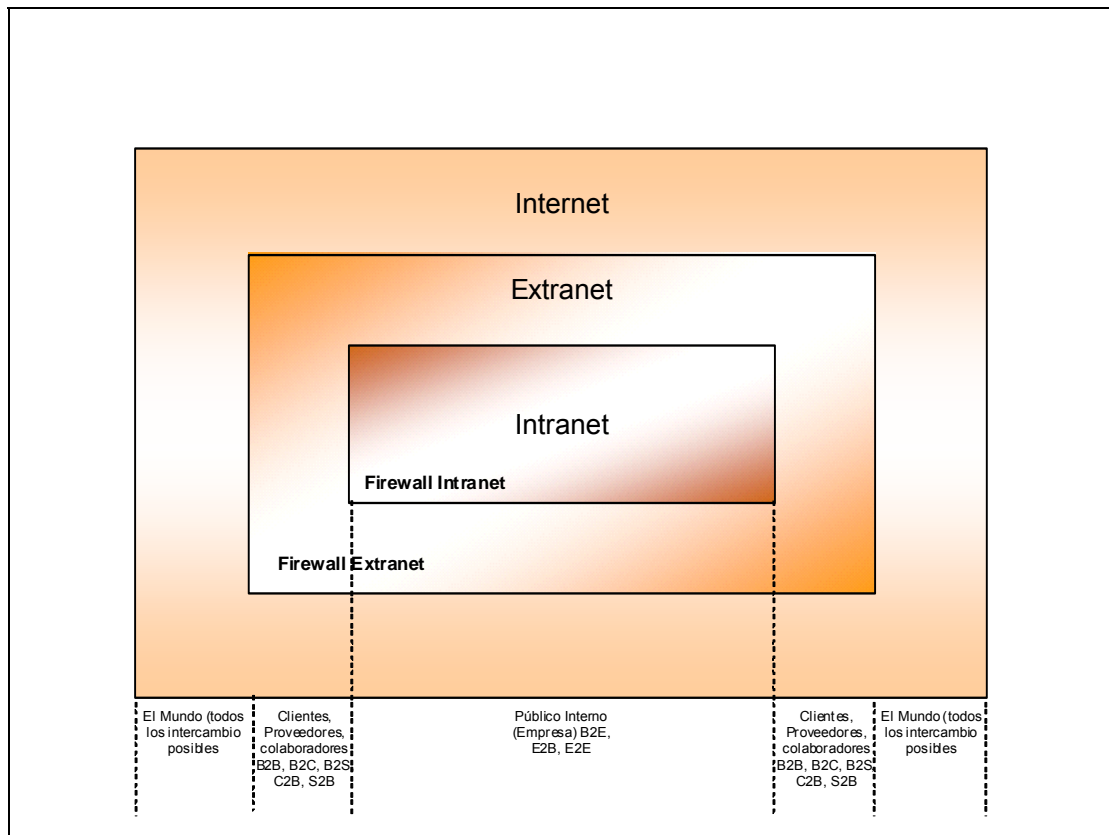 Internet
Extranet
Intranet
Firewall Intranet
Firewall Extranet
El Mundo (todos
los intercambio
posibles
Clientes,
Proveedores,
colaboradores
B2B, B2C, B2S,
C2B, S2B
Público Interno
(Empresa) B2E,
E2B, E2E
Clientes,
Proveedores,
colaboradores
B2B, B2C, B2S,
C2B, S2B
El Mundo (todos
los intercambio
posibles